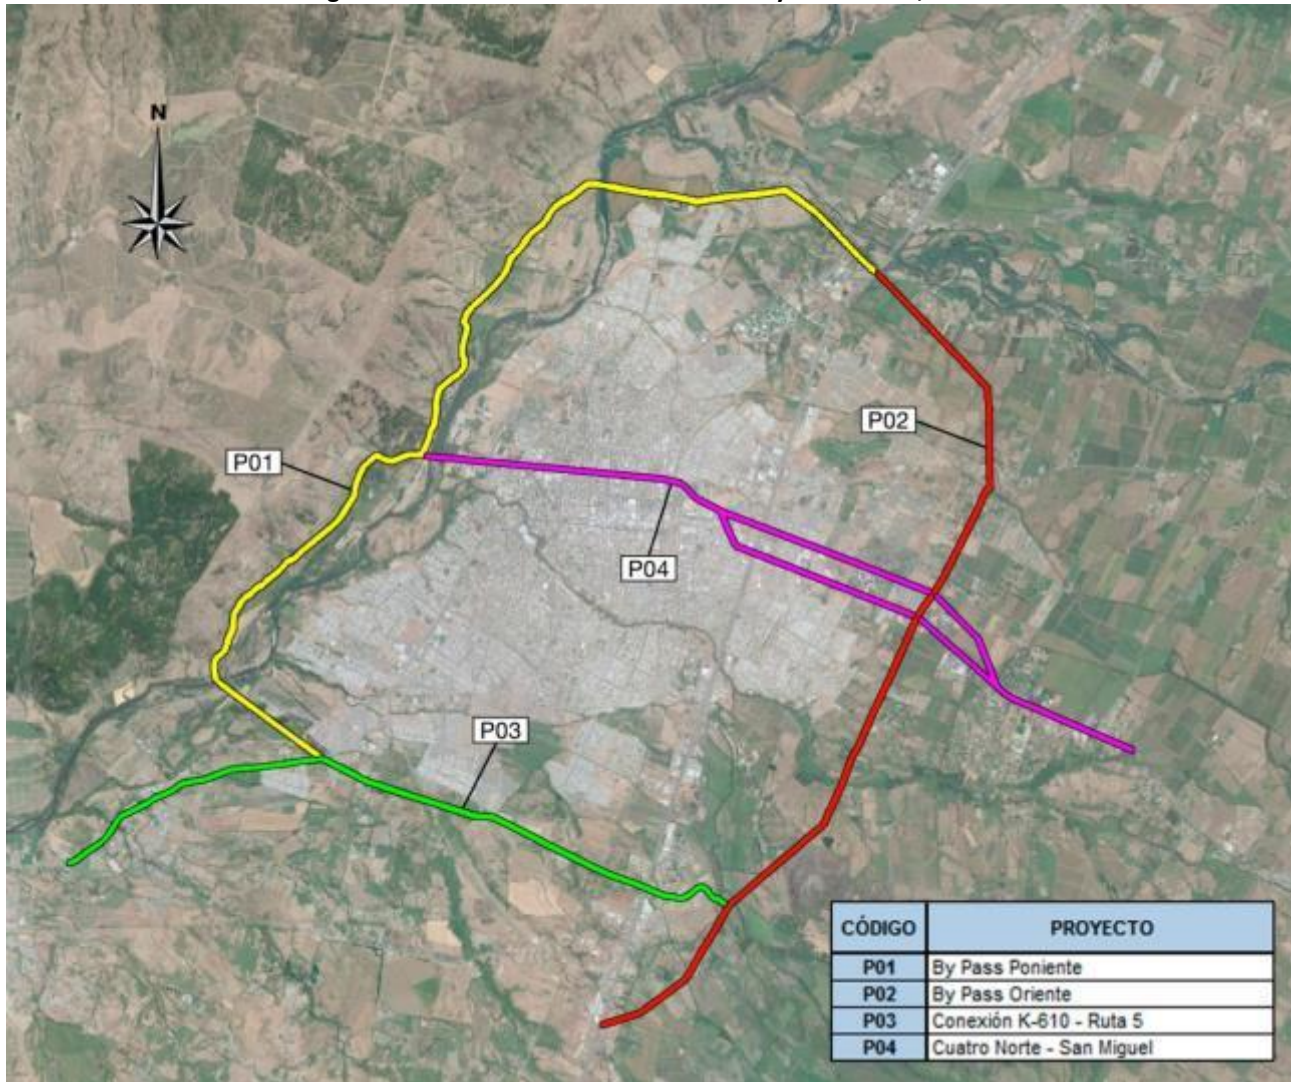 N
P02
P01
P04
P03
CÓDIGO PROYECTO
P01 By Pass Poniente
P02 By Pass Oriente
P03 Conexión K-610 - Ruta 5
P04 Cuatro Norte - San Miguel